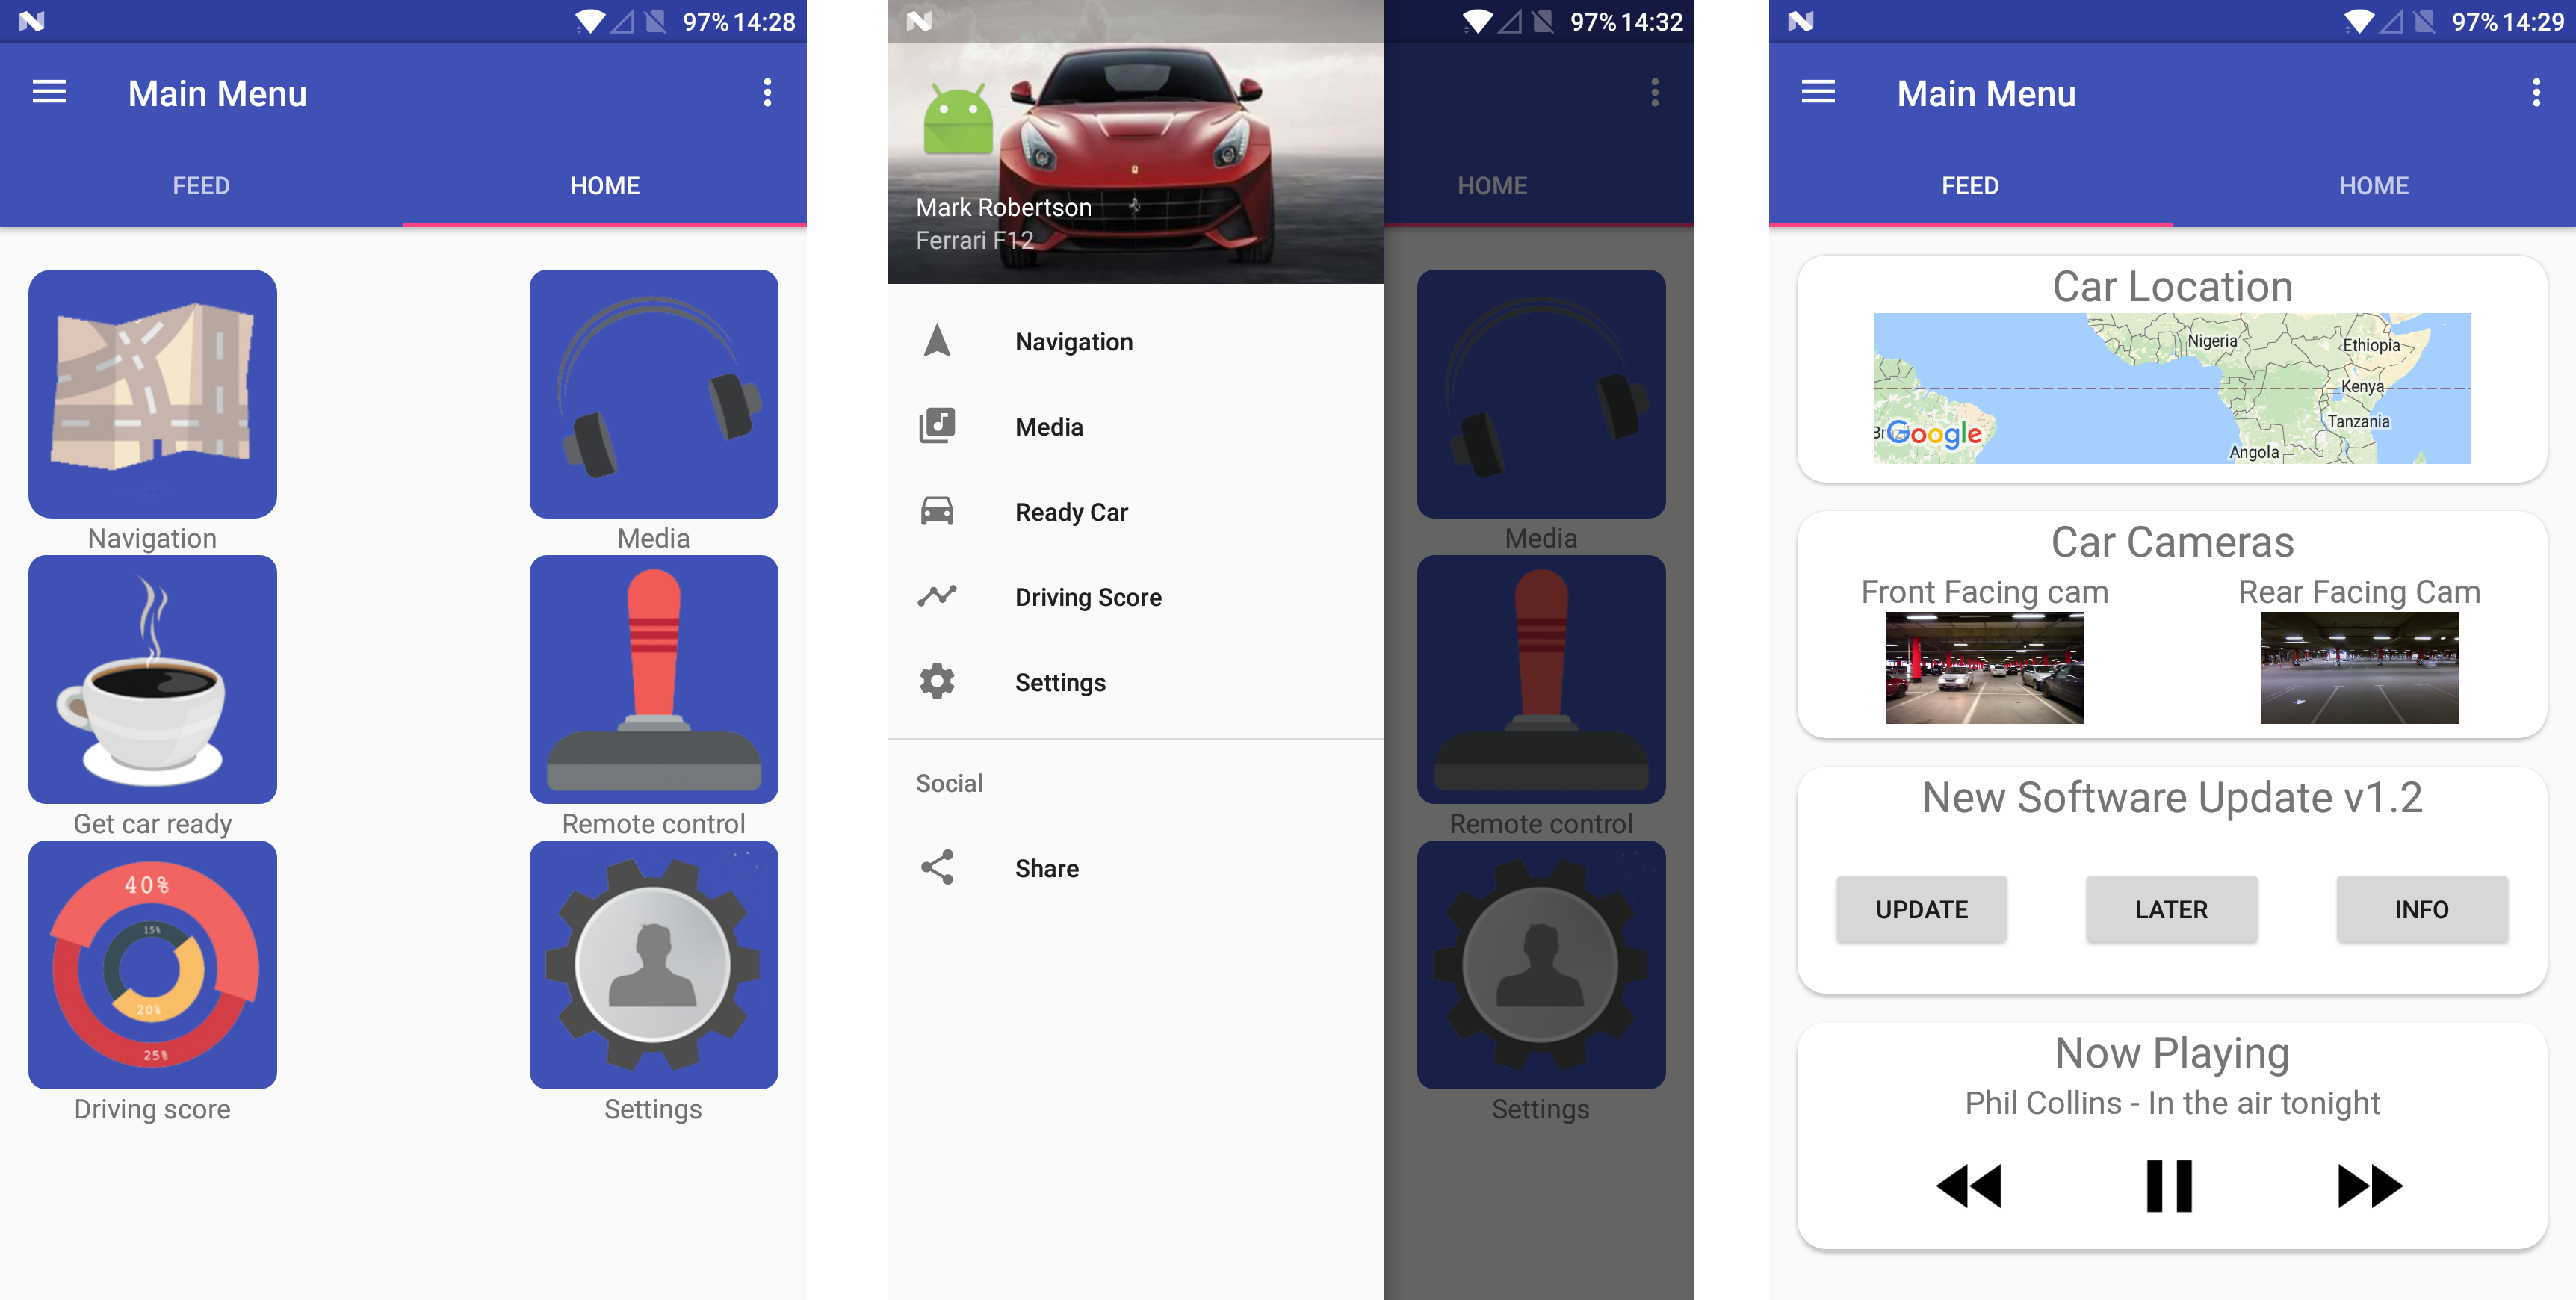 97% 14:28
Main Menu
FEED
HOME
Navigation
Media
Get car ready
Remote control
40%
15%
20%
25%
Driving score
Settings
97% 14:32
HOME
Mark Robertson
Ferrari F12
Navigation
Media
Ready Car
Driving Score
Settings
Social
Share
Media
Remote control
Settings
97% 14:29
Main Menu
FEED
HOME
Car Location
Nigeria
Ethiopia
Kenya
Tanzania
Google
Angola
Car Cameras
Front Facing cam
Rear Facing Cam
New Software Update v1.2
UPDATE
LATER
INFO
Now Playing
Phil Collins - In the air tonight